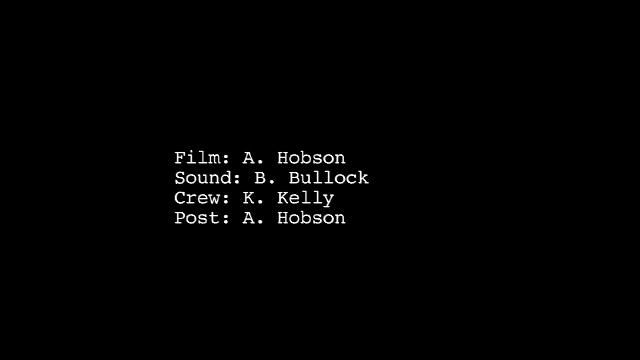 Film: A. Hobson
Sound: B. Bullock
Crew: K. Kelly
Post: A. Hobson